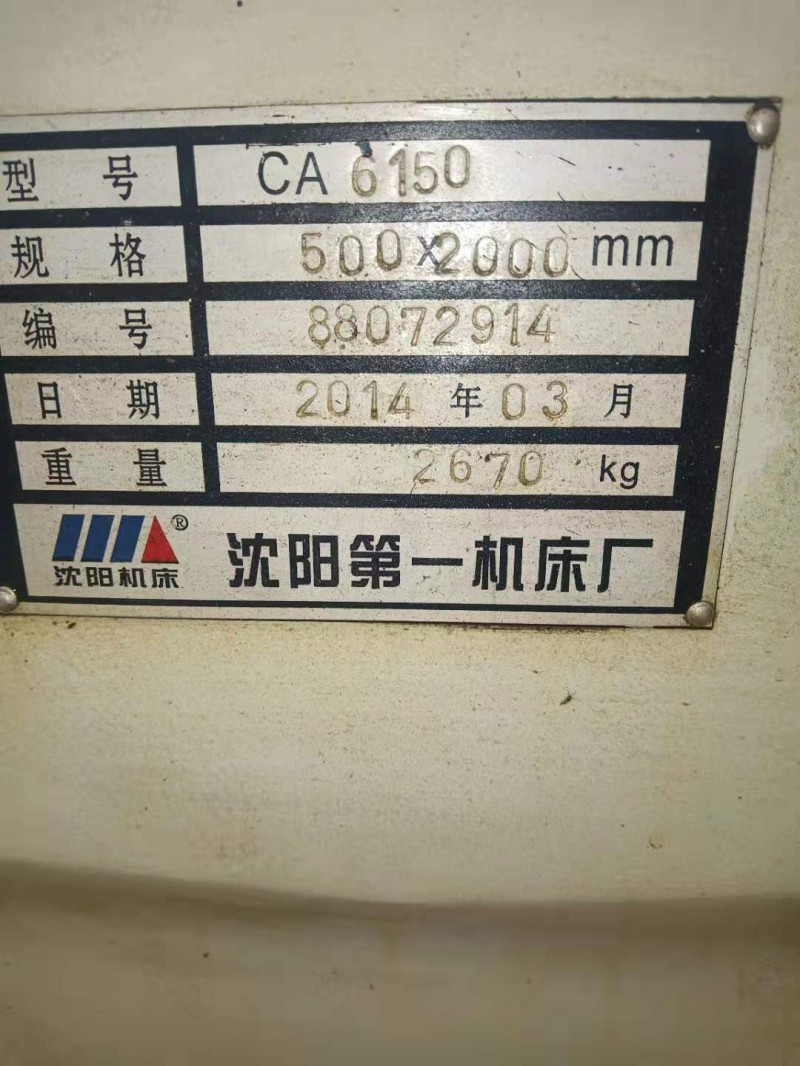 型 号 CA 6150
规 格 500x2000 mm
编 号 88072914
日 期 2014 年 03 月
重 量 2670 kg
®
沈阳机床 沈阳第一机床厂